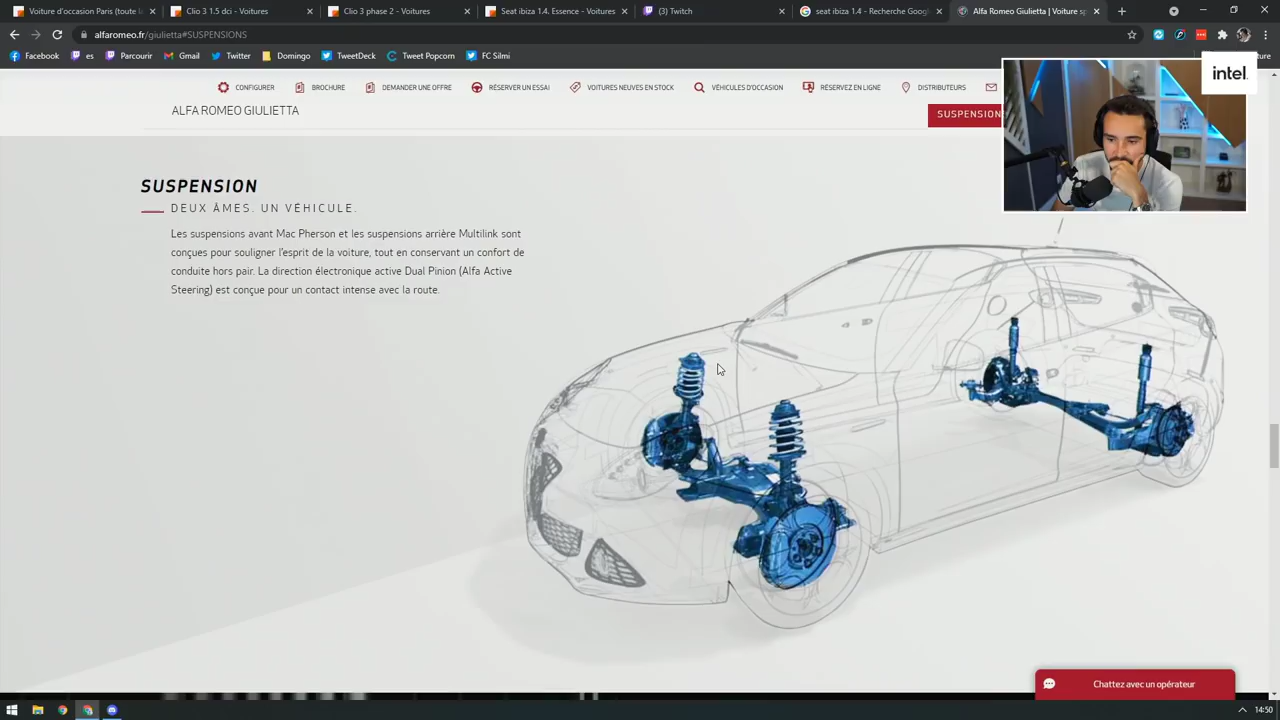 Voiture d'occasion Paris (toute l
Clio 3 1.5 dci - Voitures
Clio 3 phase 2 - Voitures
Seat ibiza 1.4. Essence - Voitures
(3) Twitch
seat ibiza 1.4 - Recherche Goog
Alfa Romeo Giulietta | Voiture sp
alfaromeo.fr/giulietta#SUSPENSIONS
Facebook
es
Parcourir
Gmail
Twitter
Domingo
TweetDeck
Tweet Popcorn
FC Silmi
ture
intel.
CONFIGURER
BROCHURE
DEMANDER UNE OFFRE
RÉSERVER UN ESSAI
VOITURES NEUVES EN STOCK
VÉHICULES D'OCCASION
RÉSERVEZ EN LIGNE
DISTRIBUTEURS
ALFA ROMEO GIULIETTA
SUSPENSION
SUSPENSION
DEUX ÂMES. UN VÉHICULE.
Les suspensions avant Mac Pherson et les suspensions arrière Multilink sont
conçues pour magnifier l'esprit de la voiture, tout en conservant un confort de
conduite hors pair. La direction électronique active Dual Pinion (Alfa Active
Steering) est conçue pour un contact intense avec la route.
Chattez avec un opérateur
14:50